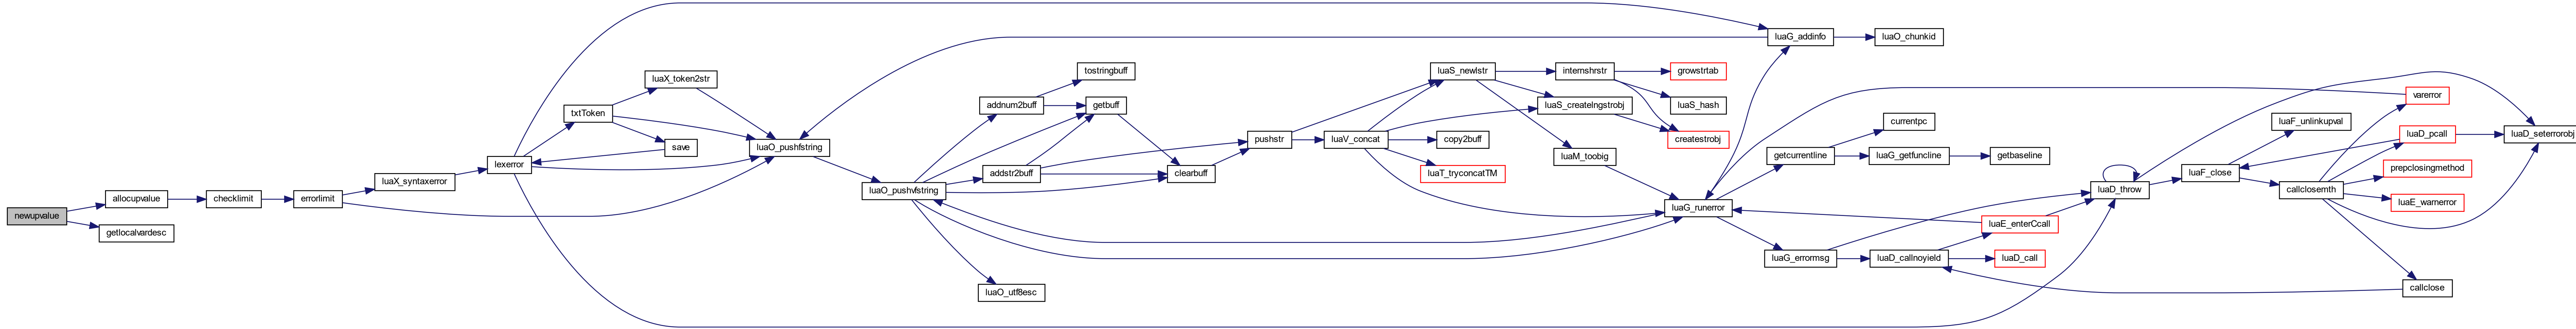 newupvalue
allocupvalue
getlocalvardesc
checklimit
errorlimit
luaX_syntaxerror
lexerror
txtToken
luaX_token2str
save
luaO_pushfstring
luaO_pushvfstring
addnum2buff
addstr2buff
luaO_utf8esc
tostringbuff
getbuff
clearbuff
pushstr
luaV_concat
luaS_newlstr
copy2buff
luaT_tryconcatTM
internshrstr
luaS_createlngstrobj
luaM_toobig
growstrtab
luaS_hash
createstrobj
luaG_runerror
luaG_addinfo
luaO_chunkid
getcurrentline
currentpc
luaG_getfuncline
getbaseline
luaG_errormsg
luaD_callnoyield
luaE_enterCcall
luaD_call
luaD_throw
luaF_close
luaF_unlinkupval
callclosemth
varerror
luaD_pcall
prepclosingmethod
luaE_warnerror
callclose
luaD_seterrorobj